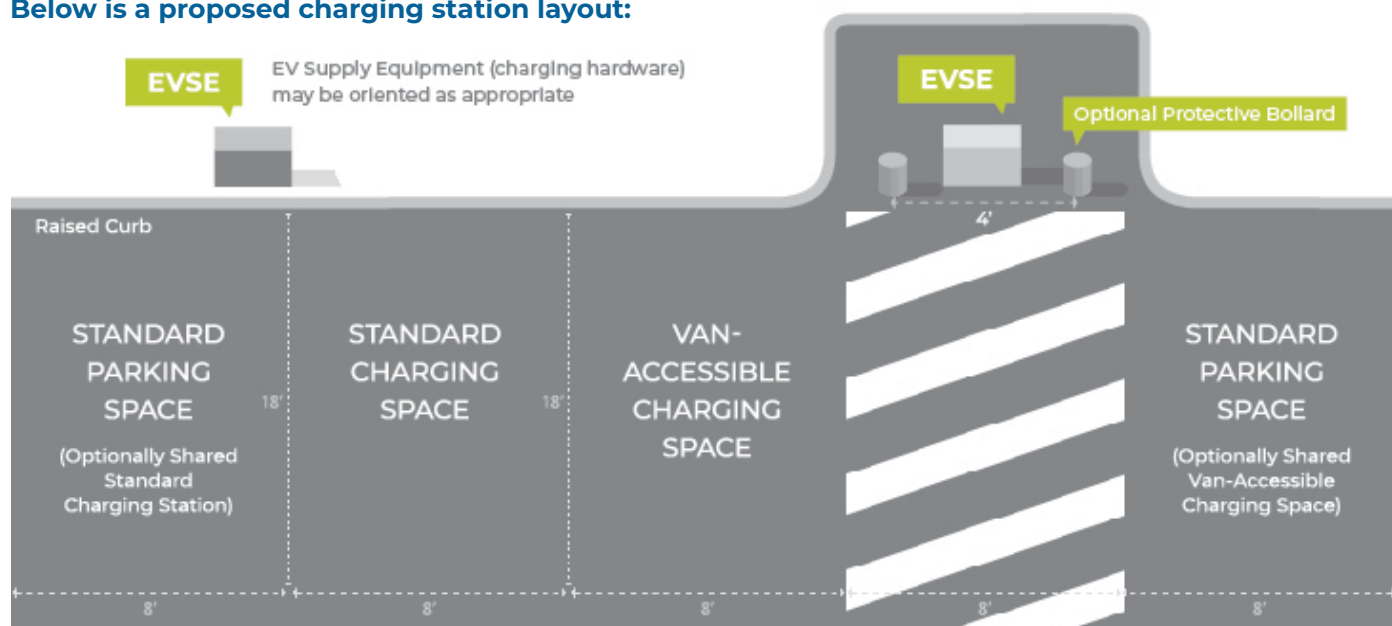 Below is a proposed charging station layout:
EVSE
EV Supply Equipment (charging hardware)
may be oriented as appropriate
EVSE
Optional Protective Bollard
Raised Curb
4'
STANDARD
PARKING
SPACE
(Optionally Shared
Standard
Charging Station)
18'
STANDARD
CHARGING
SPACE
18'
VAN-
ACCESSIBLE
CHARGING
SPACE
STANDARD
PARKING
SPACE
(Optionally Shared
Van-Accessible
Charging Space)
8'
8'
8'
8'
8'